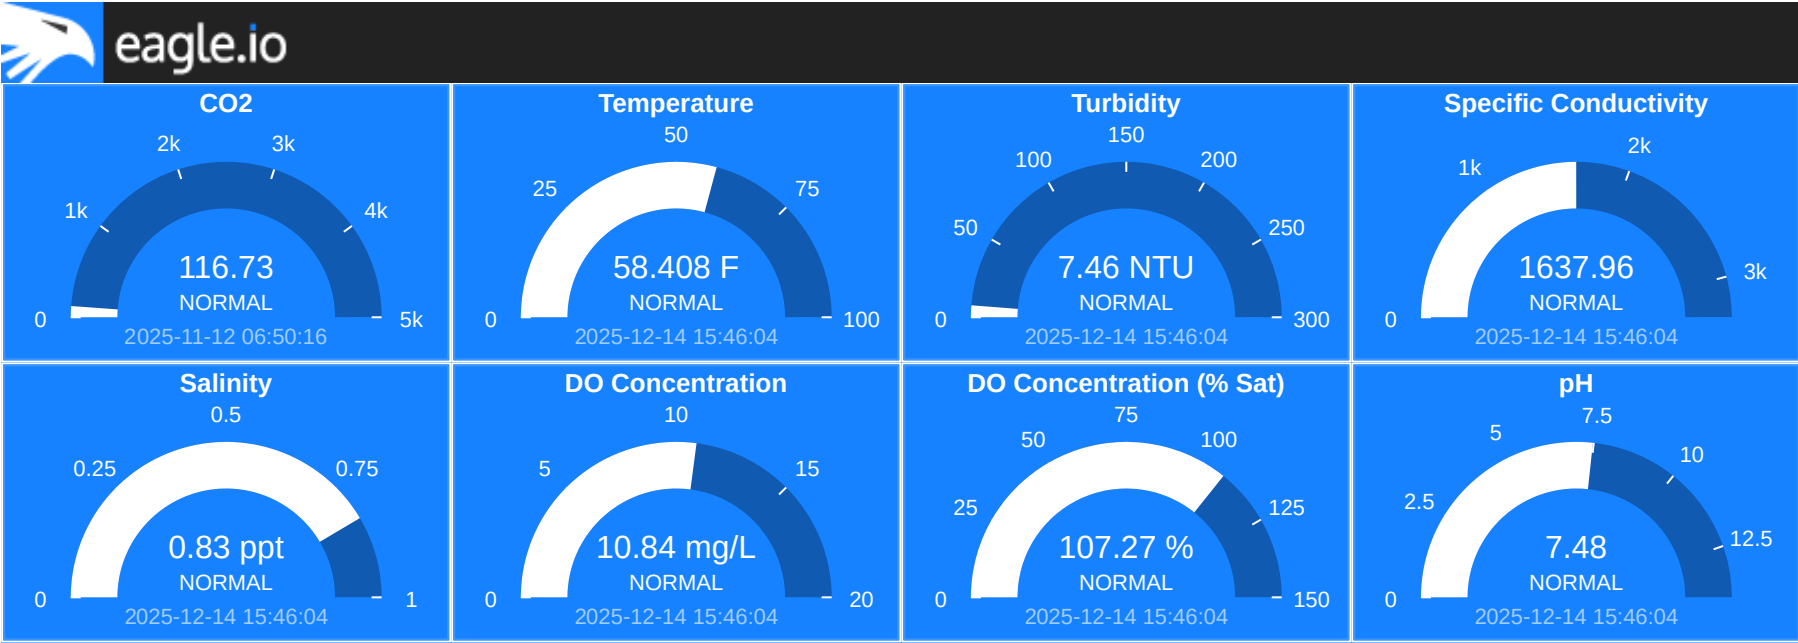 eagle.io
CO2
0
1k
2k
3k
4k
5k
116.73
NORMAL
2025-11-12 06:50:16
Temperature
0
25
50
75
100
58.408 F
NORMAL
2025-12-14 15:46:04
Turbidity
0
50
100
150
200
250
300
7.46 NTU
NORMAL
2025-12-14 15:46:04
Specific Conductivity
0
1k
2k
3k
1637.96
NORMAL
2025-12-14 15:46:04
Salinity
0
0.25
0.5
0.75
1
0.83 ppt
NORMAL
2025-12-14 15:46:04
DO Concentration
0
5
10
15
20
10.84 mg/L
NORMAL
2025-12-14 15:46:04
DO Concentration (% Sat)
0
25
50
75
100
125
150
107.27 %
NORMAL
2025-12-14 15:46:04
pH
0
2.5
5
7.5
10
12.5
7.48
NORMAL
2025-12-14 15:46:04